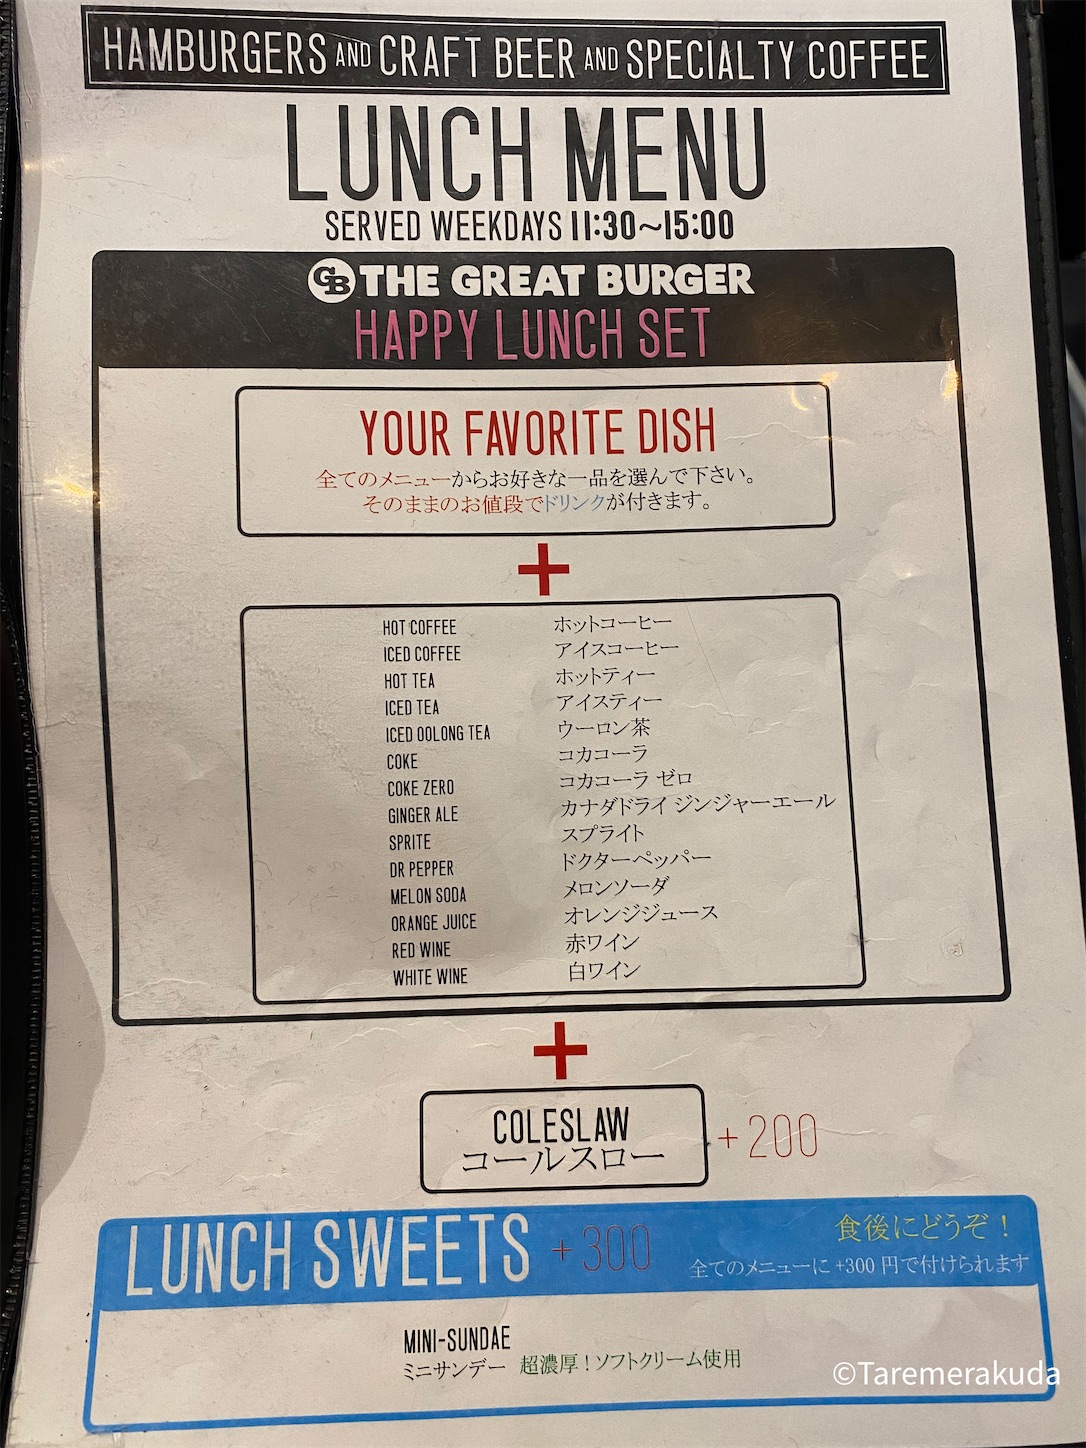 HAMBURGERS AND CRAFT BEER AND SPECIALTY COFFEE
LUNCH MENU
SERVED WEEKDAYS 11:30~15:00
GB THE GREAT BURGER
HAPPY LUNCH SET
YOUR FAVORITE DISH
全てのメニューからお好きな一品を選んで下さい。
そのままのお値段でドリンクが付きます。
+
HOT COFFEE ホットコーヒー
ICED COFFEE アイスコーヒー
HOT TEA ホットティー
ICED TEA アイスティー
ICED OOLONG TEA ウーロン茶
COKE コカコーラ
COKE ZERO コカコーラ ゼロ
GINGER ALE カナダドライ ジンジャーエール
SPRITE スプライト
DR PEPPER ドクターペッパー
MELON SODA メロンソーダ
ORANGE JUICE オレンジジュース
RED WINE 赤ワイン
WHITE WINE 白ワイン
+
COLESLAW
コールスロー
+200
LUNCH SWEETS +300
食後にどうぞ！
全てのメニューに +300 円で付けられます
MINI-SUNDAE
ミニサンデー 超濃厚！ソフトクリーム使用
©Taremerakuda